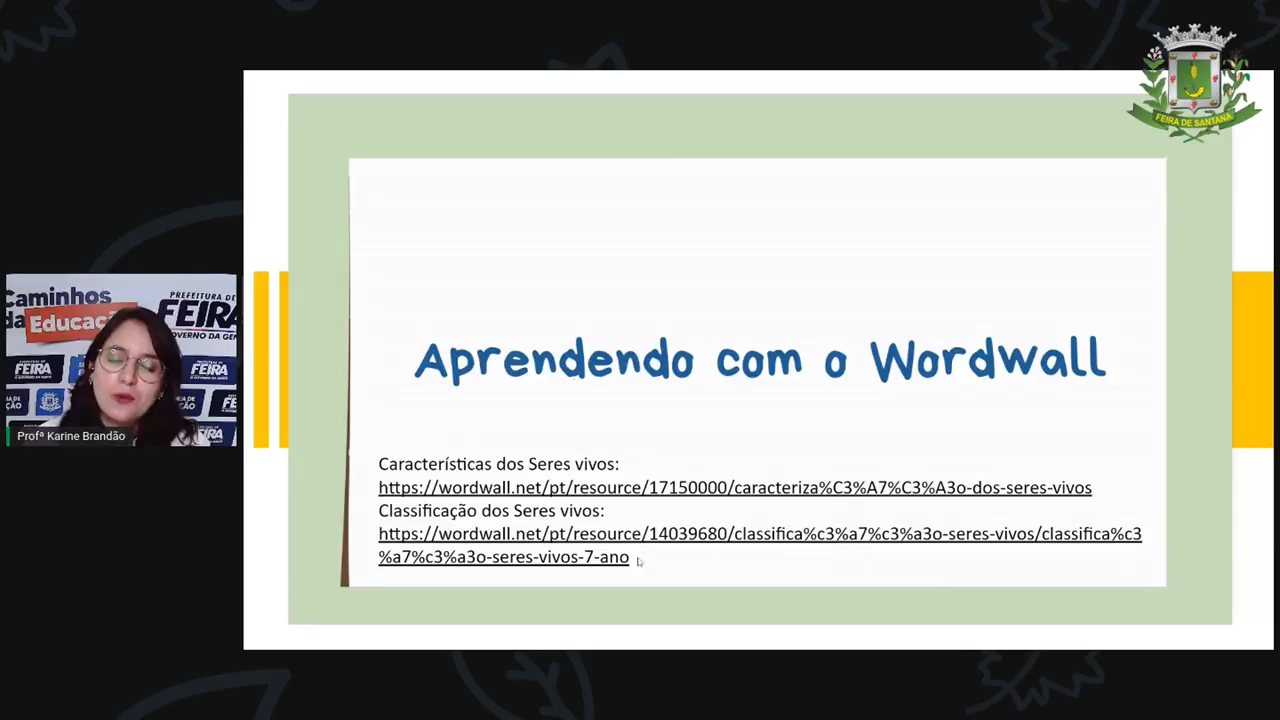 FEIRA DE SANTANA
Caminhos
da Educaç
PREFEITURA DE
FEIRA
GOVERNO DA GEN
FEIRA
FEIRA
FEIRA
Profª Karine Brandão
Aprendendo com o Wordwall
Características dos Seres vivos:
https://wordwall.net/pt/resource/17150000/caracteriza%C3%A7%C3%A3o-dos-seres-vivos
Classificação dos Seres vivos:
https://wordwall.net/pt/resource/14039680/classifica%c3%a7%c3%a3o-seres-vivos/classifica%c3
%a7%c3%a3o-seres-vivos-7-ano